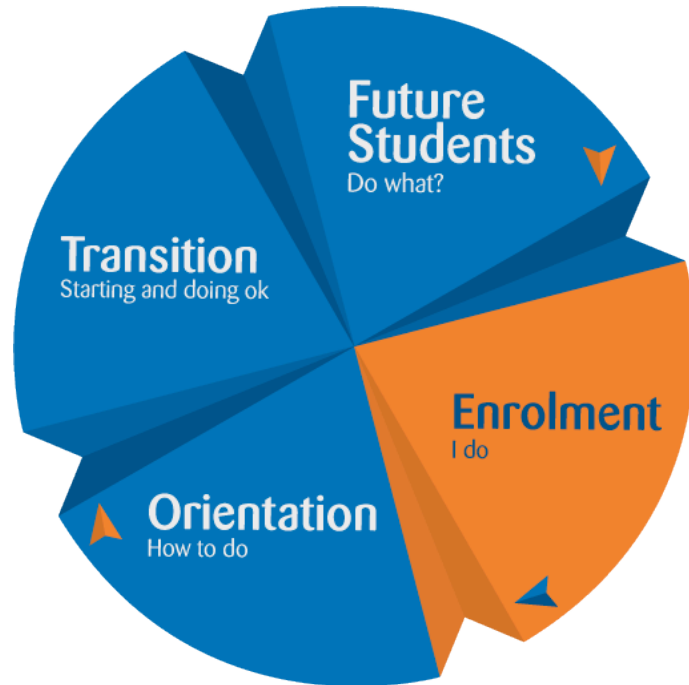 Future
Students
Do what?
Enrolment
I do
Orientation
How to do
Transition
Starting and doing ok